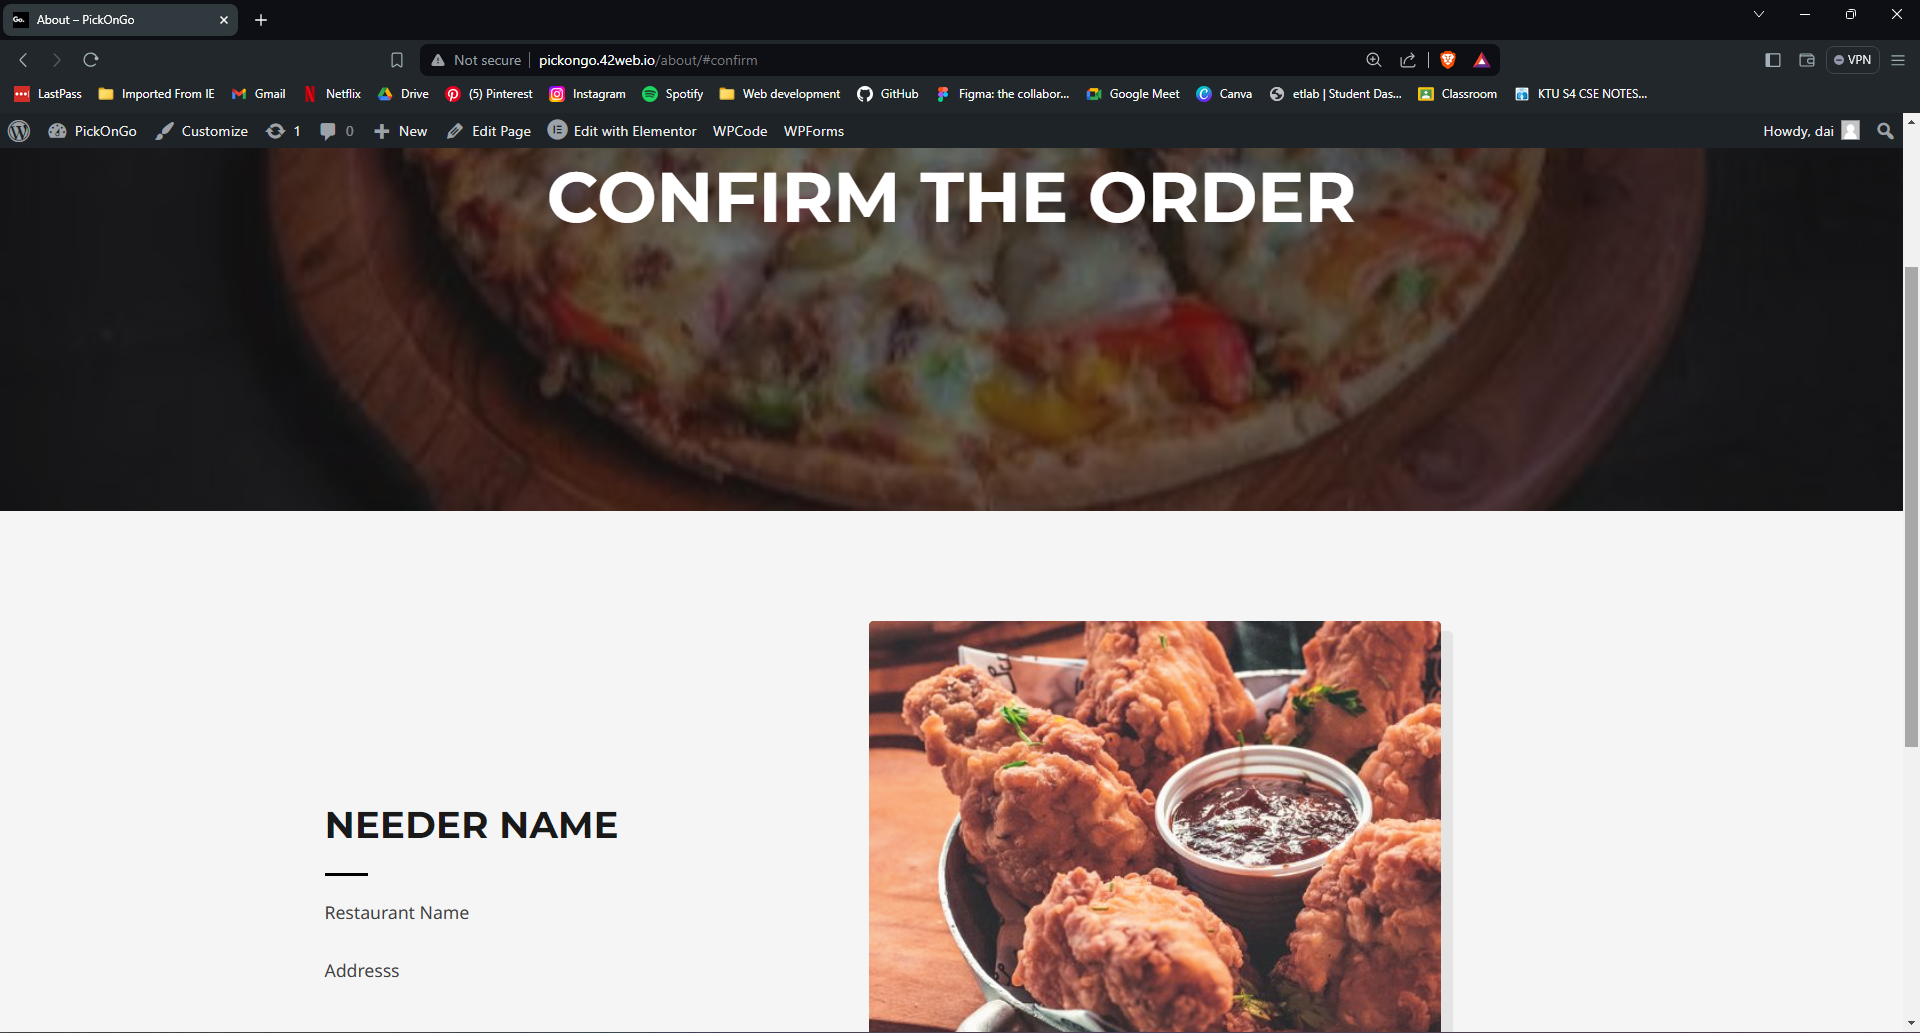 Go. About – PickOnGo
Not secure pickongo.42web.io/about/#confirm VPN
LastPass Imported From IE Gmail Netflix Drive (5) Pinterest Instagram Spotify Web development GitHub Figma: the collabor... Google Meet Canva etlab | Student Das... Classroom KTU S4 CSE NOTES...
PickOnGo Customize 1 0 New Edit Page Edit with Elementor WPCode WPForms Howdy, dai
CONFIRM THE ORDER
NEEDER NAME
Restaurant Name
Addresss